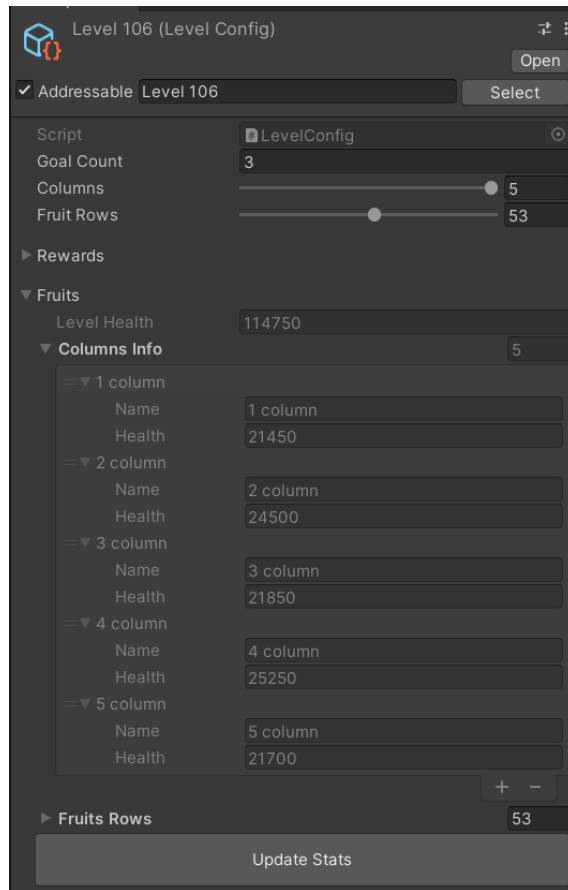 Level 106 (Level Config)
Open
Addressable Level 106 Select
Script LevelConfig
Goal Count 3
Columns 5
Fruit Rows 53
Rewards
Fruits
Level Health 114750
Columns Info 5
1 column
Name 1 column
Health 21450
2 column
Name 2 column
Health 24500
3 column
Name 3 column
Health 21850
4 column
Name 4 column
Health 25250
5 column
Name 5 column
Health 21700
+ −
Fruits Rows 53
Update Stats